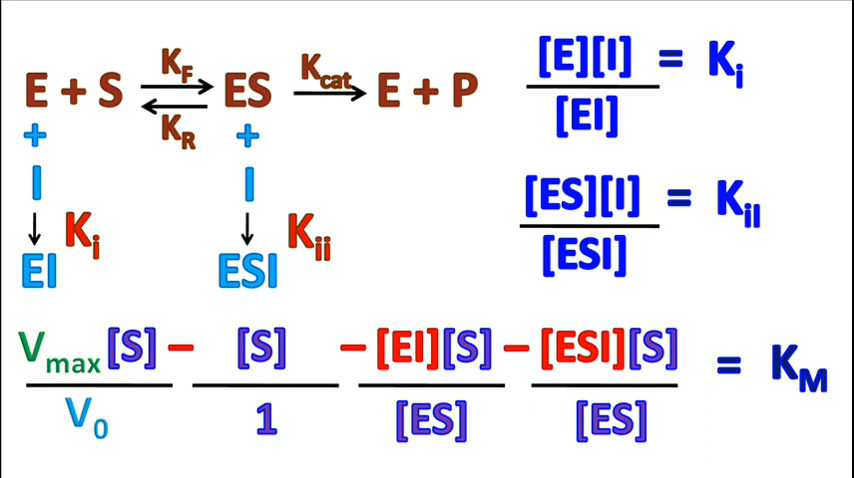 E + S K_F K_R ES K_cat E + P
+ +
I I
K_i K_ii
EI ESI
[E][I] = K_i
[EI]
[ES][I] = K_iI
[ESI]
V_max [S] – [S] – [EI][S] – [ESI][S] = K_M
V_0 1 [ES] [ES]